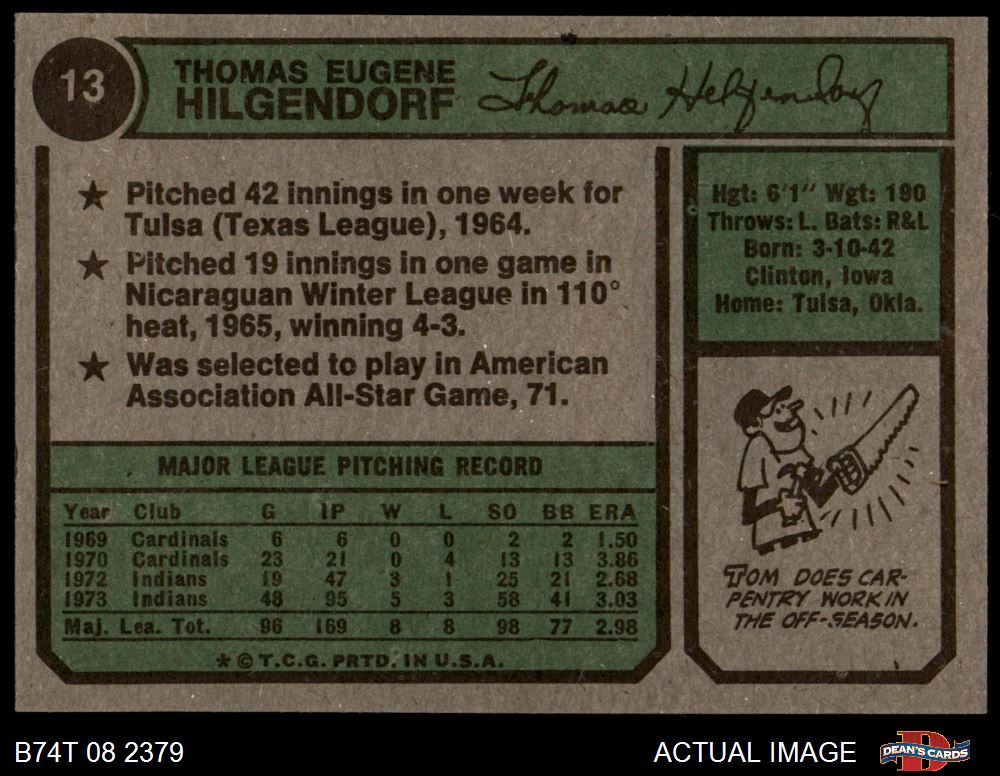 13
THOMAS EUGENE
HILGENDORF
Thomas Hilgendorf
★ Pitched 42 innings in one week for
Tulsa (Texas League), 1964.
★ Pitched 19 innings in one game in
Nicaraguan Winter League in 110°
heat, 1965, winning 4-3.
★ Was selected to play in American
Association All-Star Game, 71.
Hgt: 6'1" Wgt: 190
Throws: L. Bats: R&L
Born: 3-10-42
Clinton, Iowa
Home: Tulsa, Okla.
MAJOR LEAGUE PITCHING RECORD
Year Club G IP W L SO BB ERA
1969 Cardinals 6 6 0 0 2 2 1.50
1970 Cardinals 23 21 0 4 13 13 3.86
1972 Indians 19 47 3 1 25 21 2.68
1973 Indians 48 95 5 3 58 41 3.03
Maj. Lea. Tot. 96 169 8 8 98 77 2.98
* © T.C.G. PRTD. IN U.S.A.
TOM DOES CAR-
PENTRY WORK IN
THE OFF-SEASON.
B74T 08 2379
ACTUAL IMAGE
DEAN'S CARDS